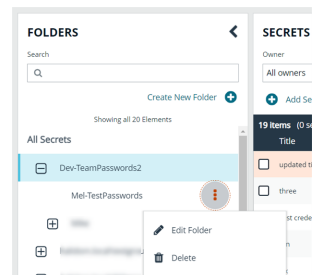 FOLDERS
Search
Create New Folder
Showing all 20 Elements
All Secrets
Dev-TeamPasswords2
Mel-TestPasswords
Edit Folder
Delete
SECRETS
Owner
All owners
Add Se
19 items (0 se
Title
updated ti
three
st crede
n
k